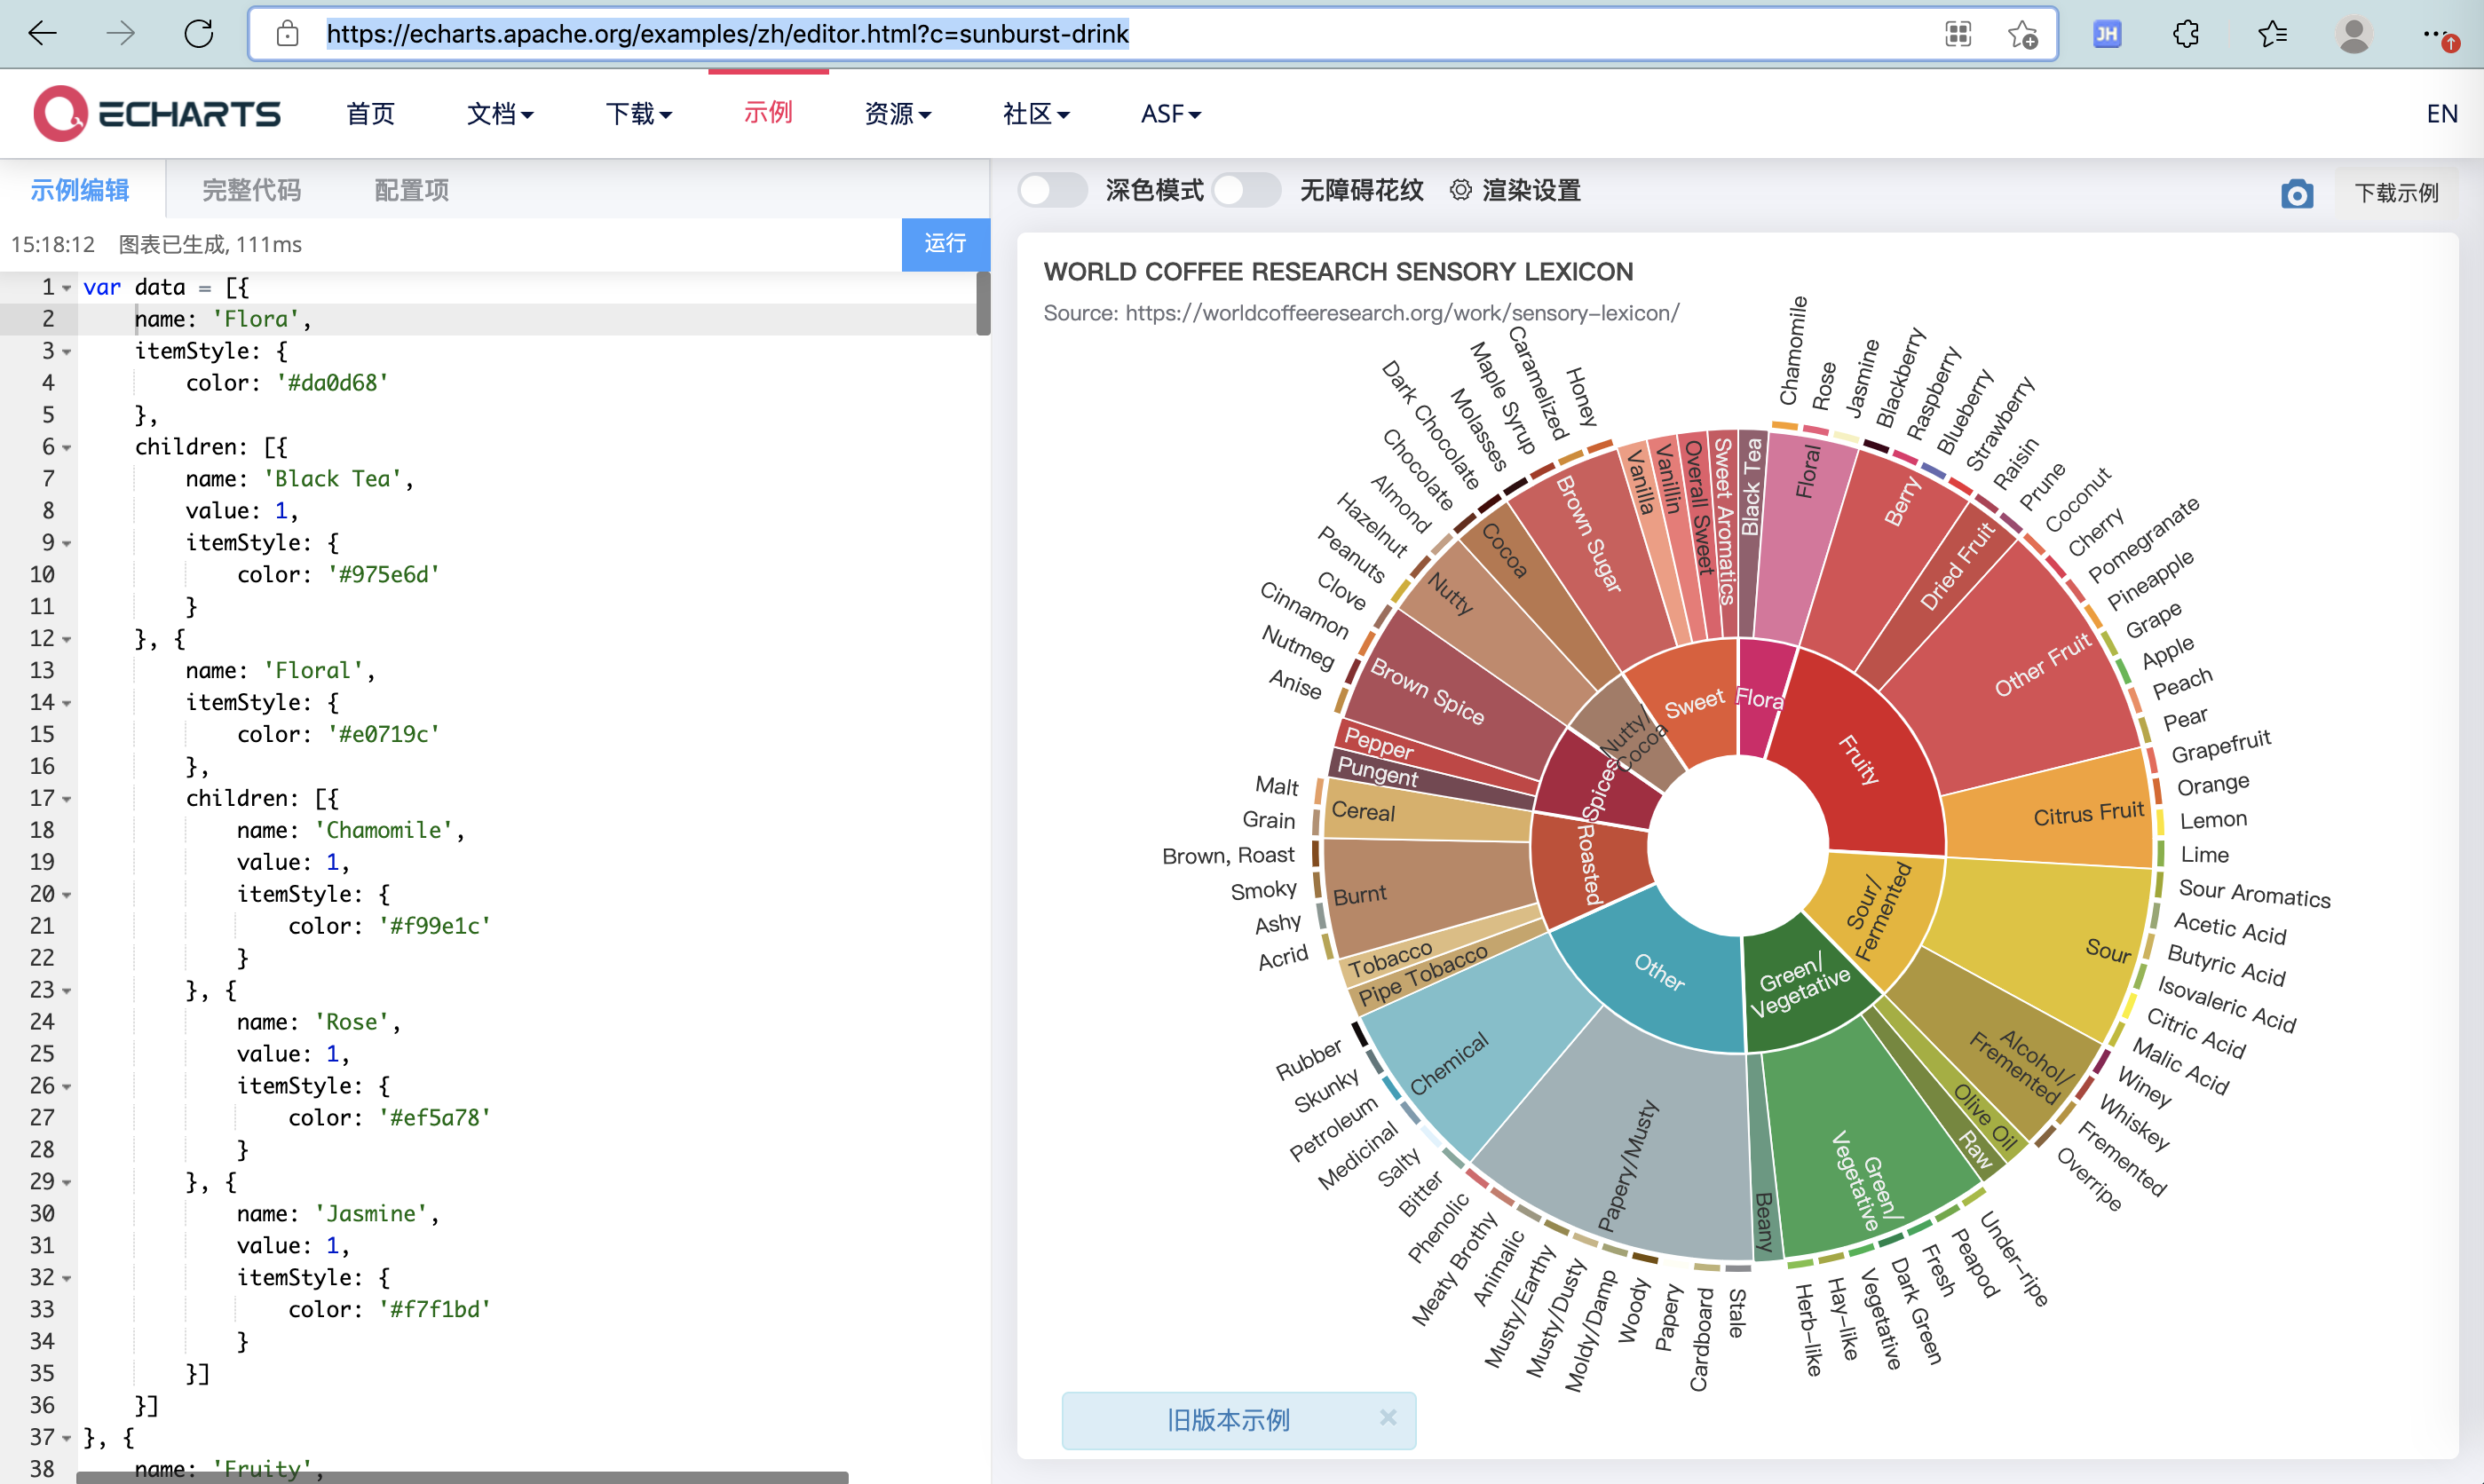 https://echarts.apache.org/examples/zh/editor.html?c=sunburst-drink
JH
ECHARTS
首页
文档
下载
示例
资源
社区
ASF
EN
示例编辑
完整代码
配置项
深色模式
无障碍花纹
渲染设置
下载示例
15:18:12 图表已生成, 111ms
运行
1 var data = [{
2 name: 'Flora',
3 itemStyle: {
4 color: '#da0d68'
5 },
6 children: [{
7 name: 'Black Tea',
8 value: 1,
9 itemStyle: {
10 color: '#975e6d'
11 }
12 }, {
13 name: 'Floral',
14 itemStyle: {
15 color: '#e0719c'
16 },
17 children: [{
18 name: 'Chamomile',
19 value: 1,
20 itemStyle: {
21 color: '#f99e1c'
22 }
23 }, {
24 name: 'Rose',
25 value: 1,
26 itemStyle: {
27 color: '#ef5a78'
28 }
29 }, {
30 name: 'Jasmine',
31 value: 1,
32 itemStyle: {
33 color: '#f7f1bd'
34 }
35 }]
36 }]
37 }, {
38 name: 'Fruity',
WORLD COFFEE RESEARCH SENSORY LEXICON
Source: https://worldcoffeeresearch.org/work/sensory-lexicon/
Flora
Fruity
Sour/
Fermented
Green/
Vegetative
Other
Roasted
Spices
Nutty/
Cocoa
Sweet
Black Tea
Floral
Berry
Dried Fruit
Other Fruit
Citrus Fruit
Sour
Alcohol/
Fremented
Olive Oil
Raw
Green/
Vegetative
Beany
Papery/Musty
Chemical
Pipe Tobacco
Tobacco
Burnt
Cereal
Pungent
Pepper
Brown Spice
Nutty
Cocoa
Brown Sugar
Vanilla
Vanillin
Overall Sweet
Sweet Aromatics
Chamomile
Rose
Jasmine
Blackberry
Raspberry
Blueberry
Strawberry
Raisin
Prune
Coconut
Cherry
Pomegranate
Pineapple
Grape
Apple
Peach
Pear
Grapefruit
Orange
Lemon
Lime
Sour Aromatics
Acetic Acid
Butyric Acid
Isovaleric Acid
Citric Acid
Malic Acid
Winey
Whiskey
Fremented
Overripe
Under-ripe
Peapod
Fresh
Dark Green
Vegetative
Hay-like
Herb-like
Stale
Cardboard
Papery
Woody
Moldy/Damp
Musty/Dusty
Musty/Earthy
Animalic
Meaty Brothy
Phenolic
Bitter
Salty
Medicinal
Petroleum
Skunky
Rubber
Acrid
Ashy
Smoky
Brown, Roast
Grain
Malt
Anise
Nutmeg
Cinnamon
Clove
Peanuts
Hazelnut
Almond
Chocolate
Dark Chocolate
Molasses
Maple Syrup
Caramelized
Honey
旧版本示例